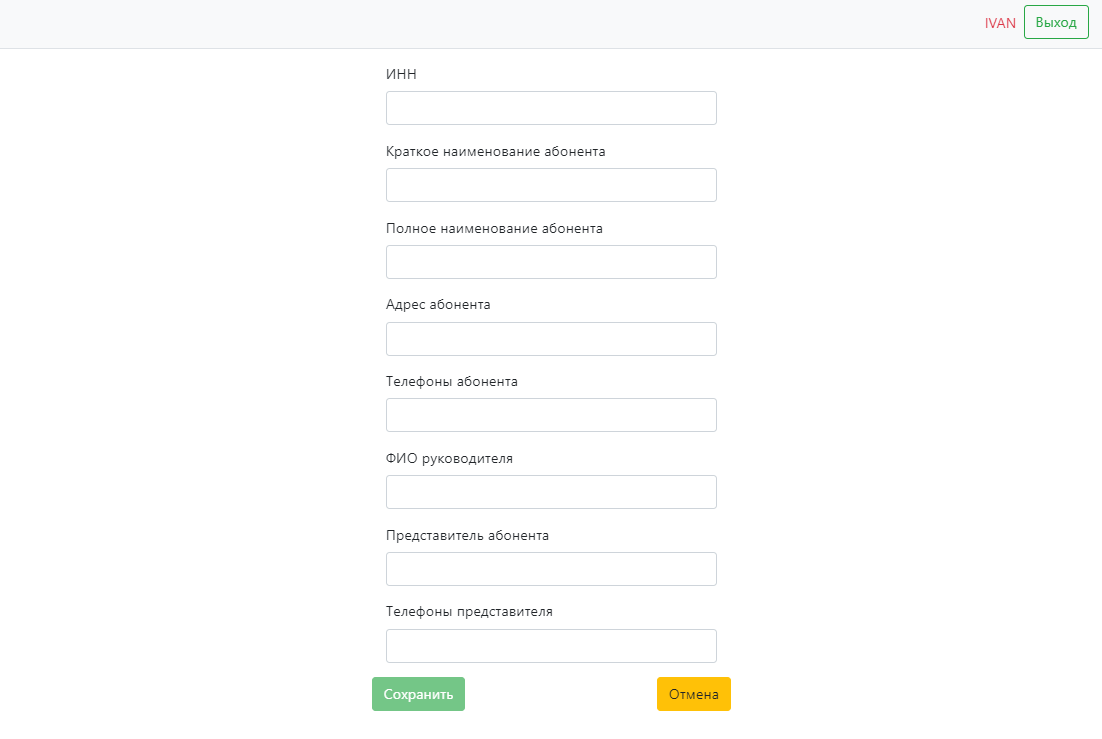 IVAN Выход
ИНН
Краткое наименование абонента
Полное наименование абонента
Адрес абонента
Телефоны абонента
ФИО руководителя
Представитель абонента
Телефоны представителя
Сохранить Отмена